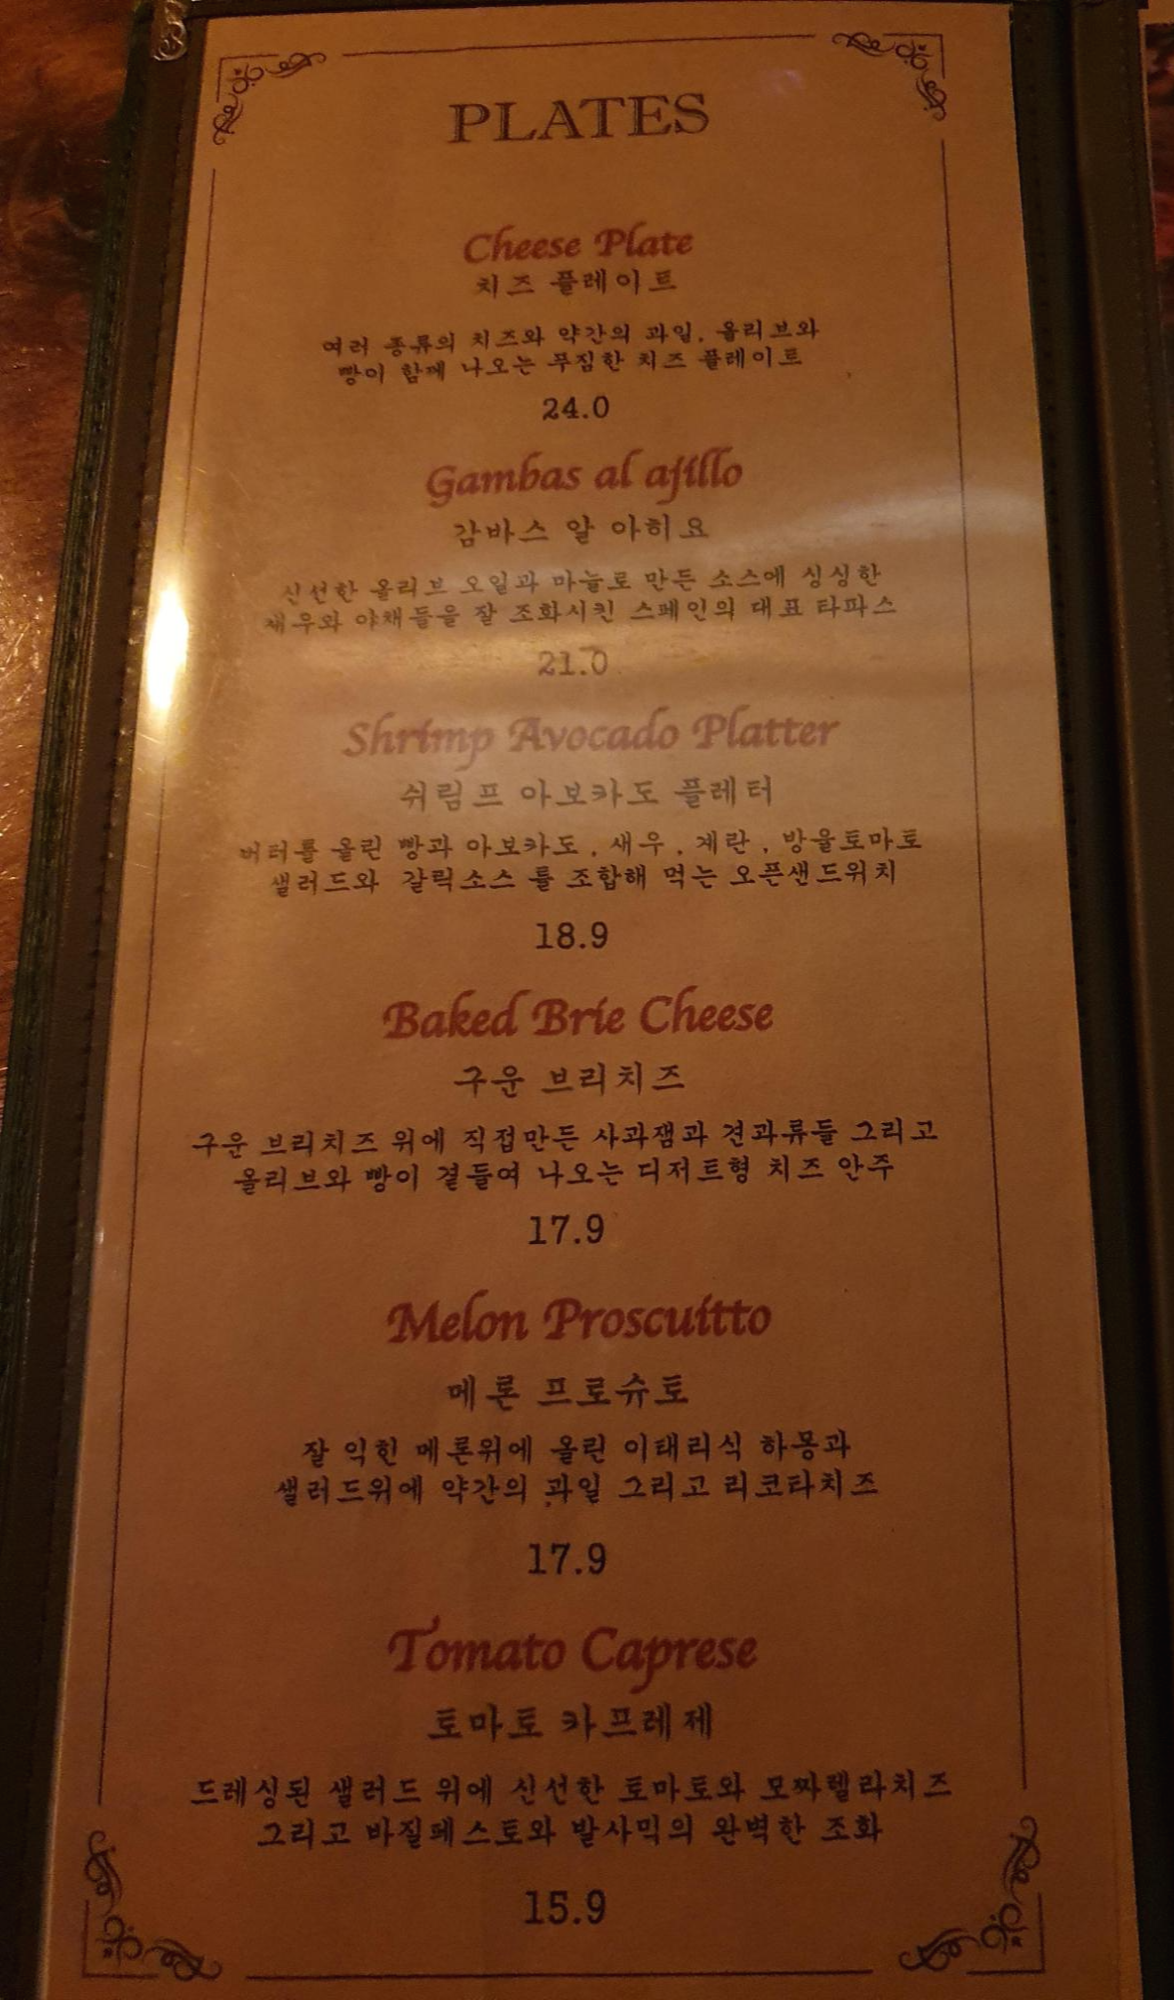 PLATES
Cheese Plate
치즈 플레이트
여러 종류의 치즈와 약간의 과일, 올리브와
빵이 함께 나오는 푸짐한 치즈 플레이트
24.0
Gambas al ajillo
감바스 알 아히요
신선한 올리브 오일과 마늘로 만든 소스에 싱싱한
새우와 야채들을 잘 조화시킨 스페인의 대표 타파스
21.0
Shrimp Avocado Platter
쉬림프 아보카도 플레터
버터를 올린 빵과 아보카도, 새우, 계란, 방울토마토
샐러드와 갈릭소스 를 조합해 먹는 오픈샌드위치
18.9
Baked Brie Cheese
구운 브리치즈
구운 브리치즈 위에 직접만든 사과잼과 견과류들 그리고
올리브와 빵이 곁들여 나오는 디저트형 치즈 안주
17.9
Melon Proscuitto
메론 프로슈토
잘 익힌 메론위에 올린 이태리식 하몽과
샐러드위에 약간의 과일 그리고 리코타치즈
17.9
Tomato Caprese
토마토 카프레제
드레싱된 샐러드 위에 신선한 토마토와 모짜렐라치즈
그리고 바질페스토와 발사믹의 완벽한 조화
15.9